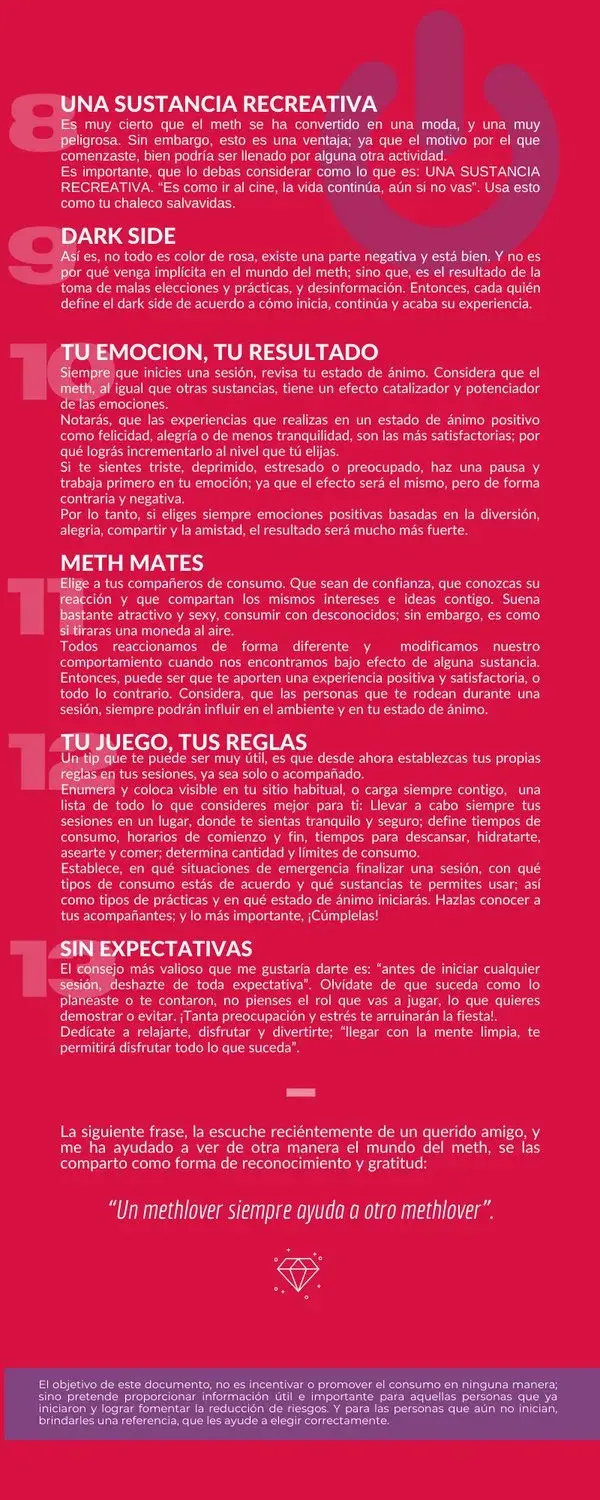 8
UNA SUSTANCIA RECREATIVA
Es muy cierto que el meth se ha convertido en una moda, y una muy
peligrosa. Sin embargo, esto es una ventaja; ya que el motivo por el que
comenzaste, bien podría ser llenado por alguna otra actividad.
Es importante, que lo debas considerar como lo que es: UNA SUSTANCIA
RECREATIVA. “Es como ir al cine, la vida continúa, aún si no vas”. Usa esto
como tu chaleco salvavidas.
9
DARK SIDE
Así es, no todo es color de rosa, existe una parte negativa y está bien. Y no es
por qué venga implícita en el mundo del meth; sino que, es el resultado de la
toma de malas elecciones y prácticas, y desinformación. Entonces, cada quién
define el dark side de acuerdo a cómo inicia, continúa y acaba su experiencia.
10
TU EMOCION, TU RESULTADO
Siempre que inicies una sesión, revisa tu estado de ánimo. Considera que el
meth, al igual que otras sustancias, tiene un efecto catalizador y potenciador
de las emociones.
Notarás, que las experiencias que realizas en un estado de ánimo positivo
como felicidad, alegría o de menos tranquilidad, son las más satisfactorias; por
qué lográs incrementarlo al nivel que tú elijas.
Si te sientes triste, deprimido, estresado o preocupado, haz una pausa y
trabaja primero en tu emoción; ya que el efecto será el mismo, pero de forma
contraria y negativa.
Por lo tanto, si eliges siempre emociones positivas basadas en la diversión,
alegria, compartir y la amistad, el resultado será mucho más fuerte.
11
METH MATES
Elige a tus compañeros de consumo. Que sean de confianza, que conozcas su
reacción y que compartan los mismos intereses e ideas contigo. Suena
bastante atractivo y sexy, consumir con desconocidos; sin embargo, es como
si tiraras una moneda al aire.
Todos reaccionamos de forma diferente y modificamos nuestro
comportamiento cuando nos encontramos bajo efecto de alguna sustancia.
Entonces, puede ser que te aporten una experiencia positiva y satisfactoria, o
todo lo contrario. Considera, que las personas que te rodean durante una
sesión, siempre podrán influir en el ambiente y en tu estado de ánimo.
12
TU JUEGO, TUS REGLAS
Un tip que te puede ser muy útil, es que desde ahora establezcas tus propias
reglas en tus sesiones, ya sea solo o acompañado.
Enumera y coloca visible en tu sitio habitual, o carga siempre contigo, una
lista de todo lo que consideres mejor para ti: Llevar a cabo siempre tus
sesiones en un lugar, donde te sientas tranquilo y seguro; define tiempos de
consumo, horarios de comienzo y fin, tiempos para descansar, hidratarte,
asearte y comer; determina cantidad y límites de consumo.
Establece, en qué situaciones de emergencia finalizar una sesión, con qué
tipos de consumo estás de acuerdo y qué sustancias te permites usar; así
como tipos de prácticas y en qué estado de ánimo iniciarás. Hazlas conocer a
tus acompañantes; y lo más importante, ¡Cúmplelas!
13
SIN EXPECTATIVAS
El consejo más valioso que me gustaría darte es: “antes de iniciar cualquier
sesión, deshazte de toda expectativa”. Olvídate de que suceda como lo
planeaste o te contaron, no pienses el rol que vas a jugar, lo que quieres
demostrar o evitar. ¡Tanta preocupación y estrés te arruinarán la fiesta!.
Dedícate a relajarte, disfrutar y divertirte; “llegar con la mente limpia, te
permitirá disfrutar todo lo que suceda”.
La siguiente frase, la escuche reciéntemente de un querido amigo, y
me ha ayudado a ver de otra manera el mundo del meth, se las
comparto como forma de reconocimiento y gratitud:
“Un methlover siempre ayuda a otro methlover”.
El objetivo de este documento, no es incentivar o promover el consumo en ninguna manera;
sino pretende proporcionar información útil e importante para aquellas personas que ya
iniciaron y lograr fomentar la reducción de riesgos. Y para las personas que aún no inician,
brindarles una referencia, que les ayude a elegir correctamente.